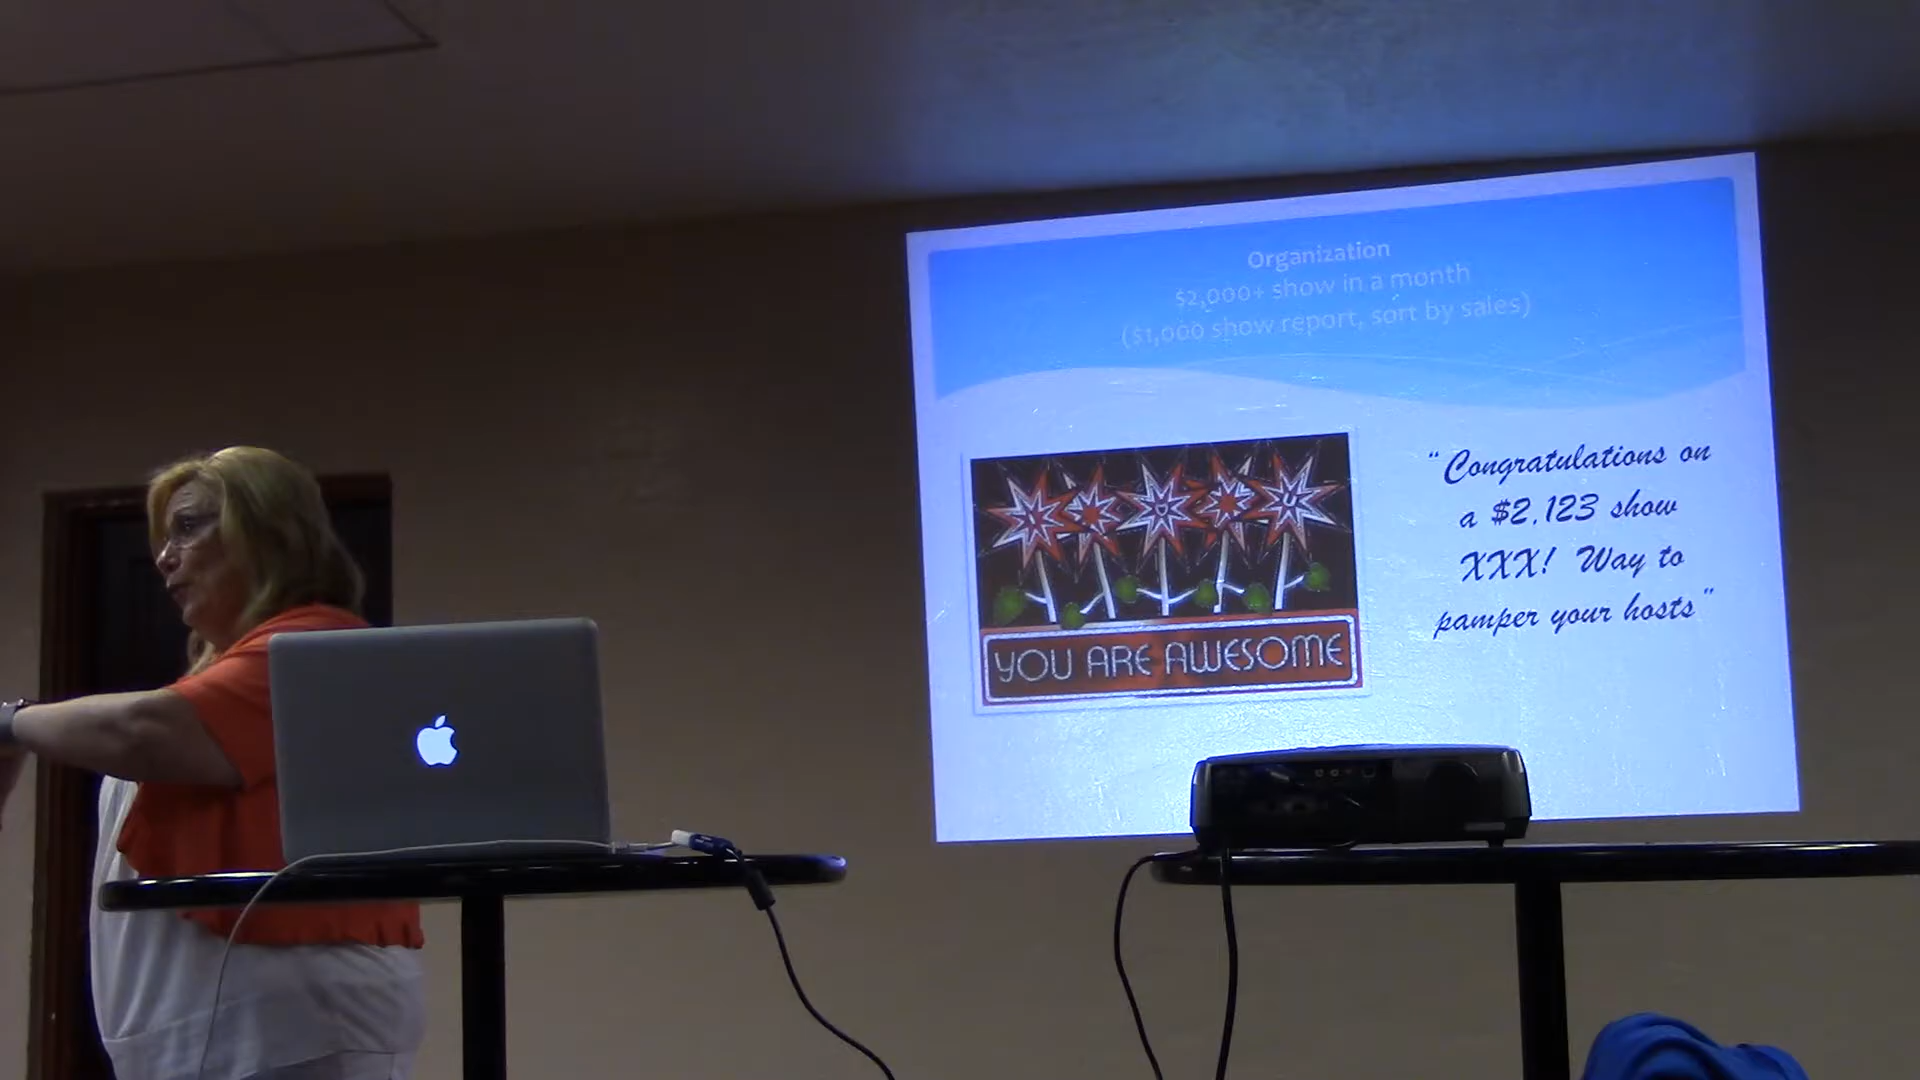 Organization
$2,000+ show in a month
($1,000 show report, sort by sales)
“Congratulations on
a $2,123 show
XXX! Way to
pamper your hosts”
YOU ARE AWESOME